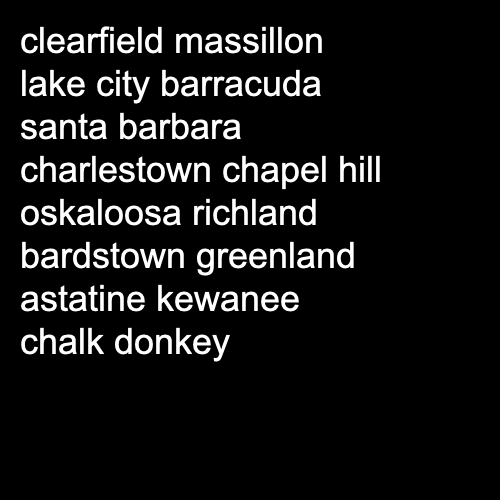 clearfield massillon
lake city barracuda
santa barbara
charlestown chapel hill
oskaloosa richland
bardstown greenland
astatine kewanee
chalk donkey